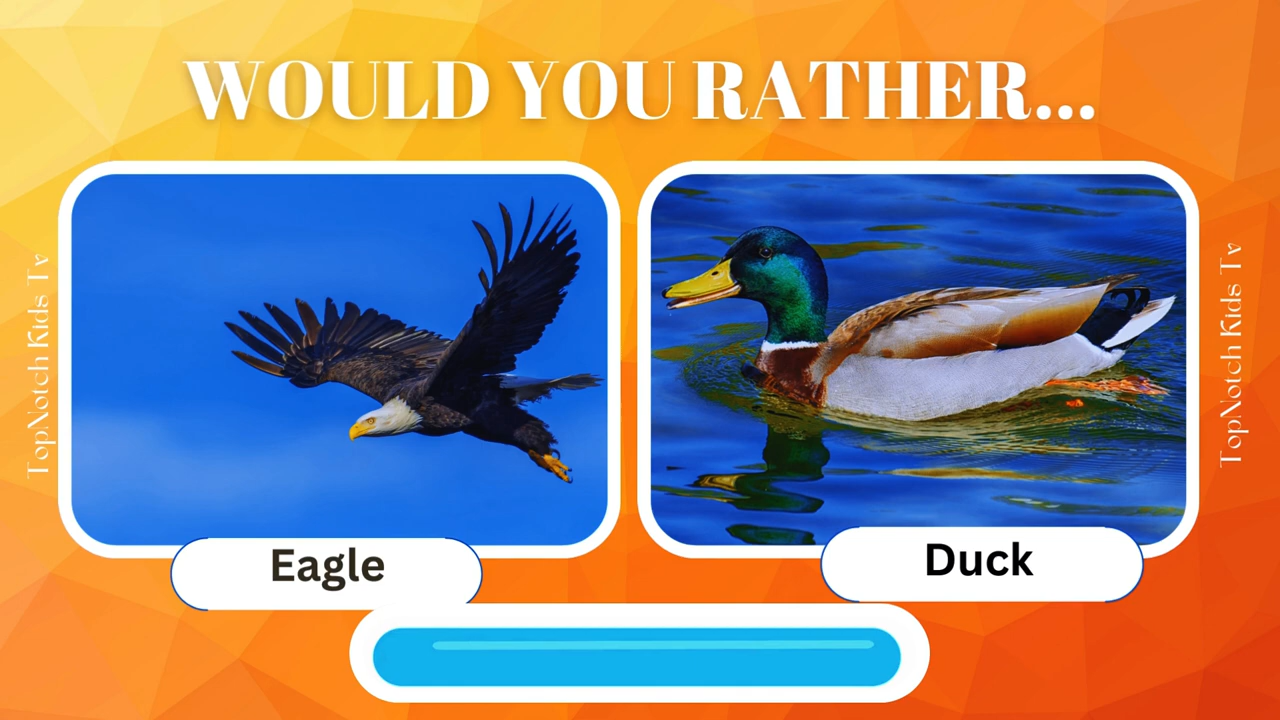 WOULD YOU RATHER...
TopNotch Kids Tv
TopNotch Kids Tv
Eagle
Duck